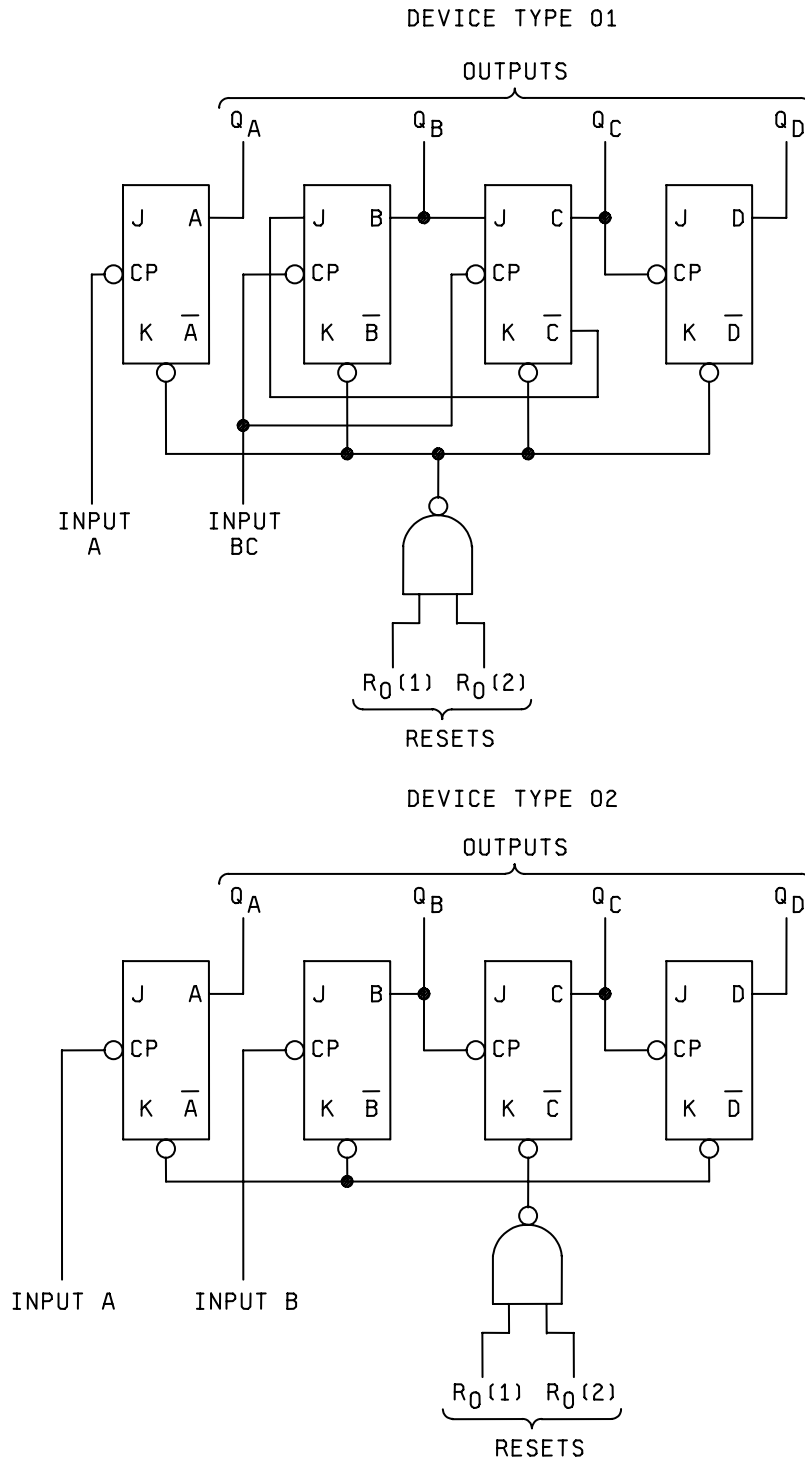 DEVICE TYPE 01
OUTPUTS
QA QB QC QD
J A J B J C J D
CP CP CP CP
K A̅ K B̅ K C̅ K D̅
INPUT A
INPUT BC
R0(1) R0(2)
RESETS
DEVICE TYPE 02
OUTPUTS
QA QB QC QD
J A J B J C J D
CP CP CP CP
K A̅ K B̅ K C̅ K D̅
INPUT A INPUT B
R0(1) R0(2)
RESETS